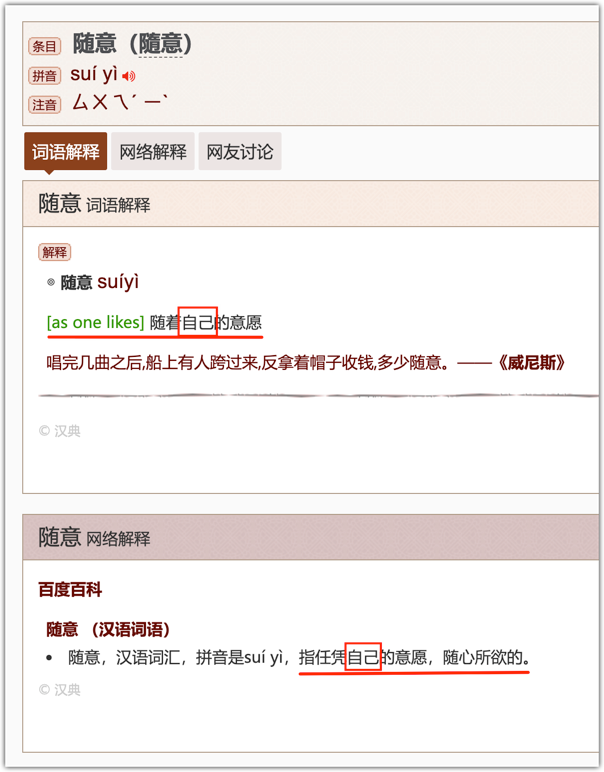 条目 随意（隨意）
拼音 suí yì
注音 ㄙㄨㄟˊ ㄧˋ
词语解释 网络解释 网友讨论
随意 词语解释
解释
随意 suíyì
[as one likes] 随着自己的意愿
唱完几曲之后,船上有人跨过来,反拿着帽子收钱,多少随意。——《威尼斯》
© 汉典
随意 网络解释
百度百科
随意 （汉语词语）
• 随意，汉语词汇，拼音是suí yì，指任凭自己的意愿，随心所欲的。
© 汉典